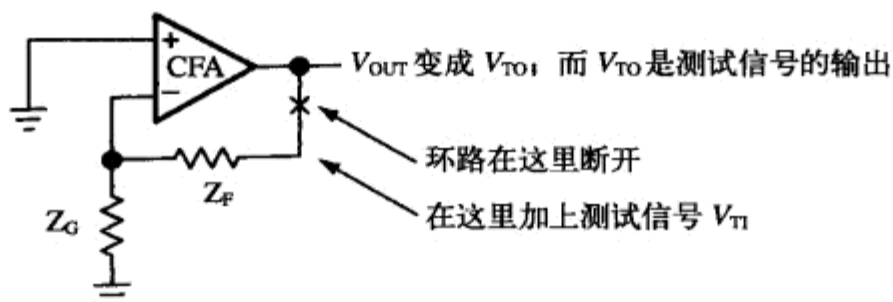 +
CFA
−
V_OUT 变成 V_TO；而 V_TO 是测试信号的输出
环路在这里断开
Z_F
在这里加上测试信号 V_TI
Z_G